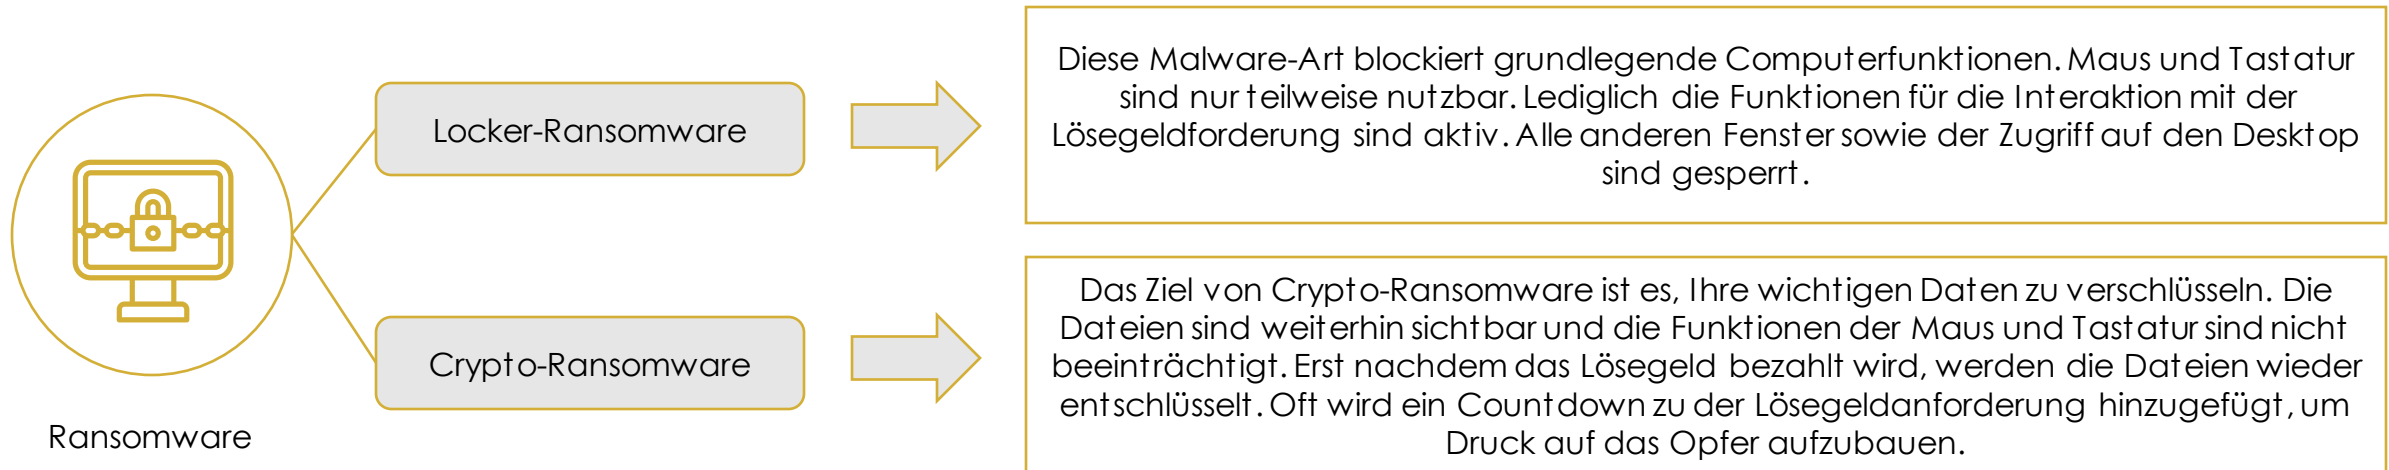 Diese Malware-Art blockiert grundlegende Computerfunktionen. Maus und Tastatur
sind nur teilweise nutzbar. Lediglich die Funktionen für die Interaktion mit der
Lösegeldforderung sind aktiv. Alle anderen Fenster sowie der Zugriff auf den Desktop
sind gesperrt.
Locker-Ransomware
Das Ziel von Crypto-Ransomware ist es, Ihre wichtigen Daten zu verschlüsseln. Die
Dateien sind weiterhin sichtbar und die Funktionen der Maus und Tastatur sind nicht
beeinträchtigt. Erst nachdem das Lösegeld bezahlt wird, werden die Dateien wieder
entschlüsselt. Oft wird ein Countdown zu der Lösegeldanforderung hinzugefügt, um
Druck auf das Opfer aufzubauen.
Crypto-Ransomware
Ransomware